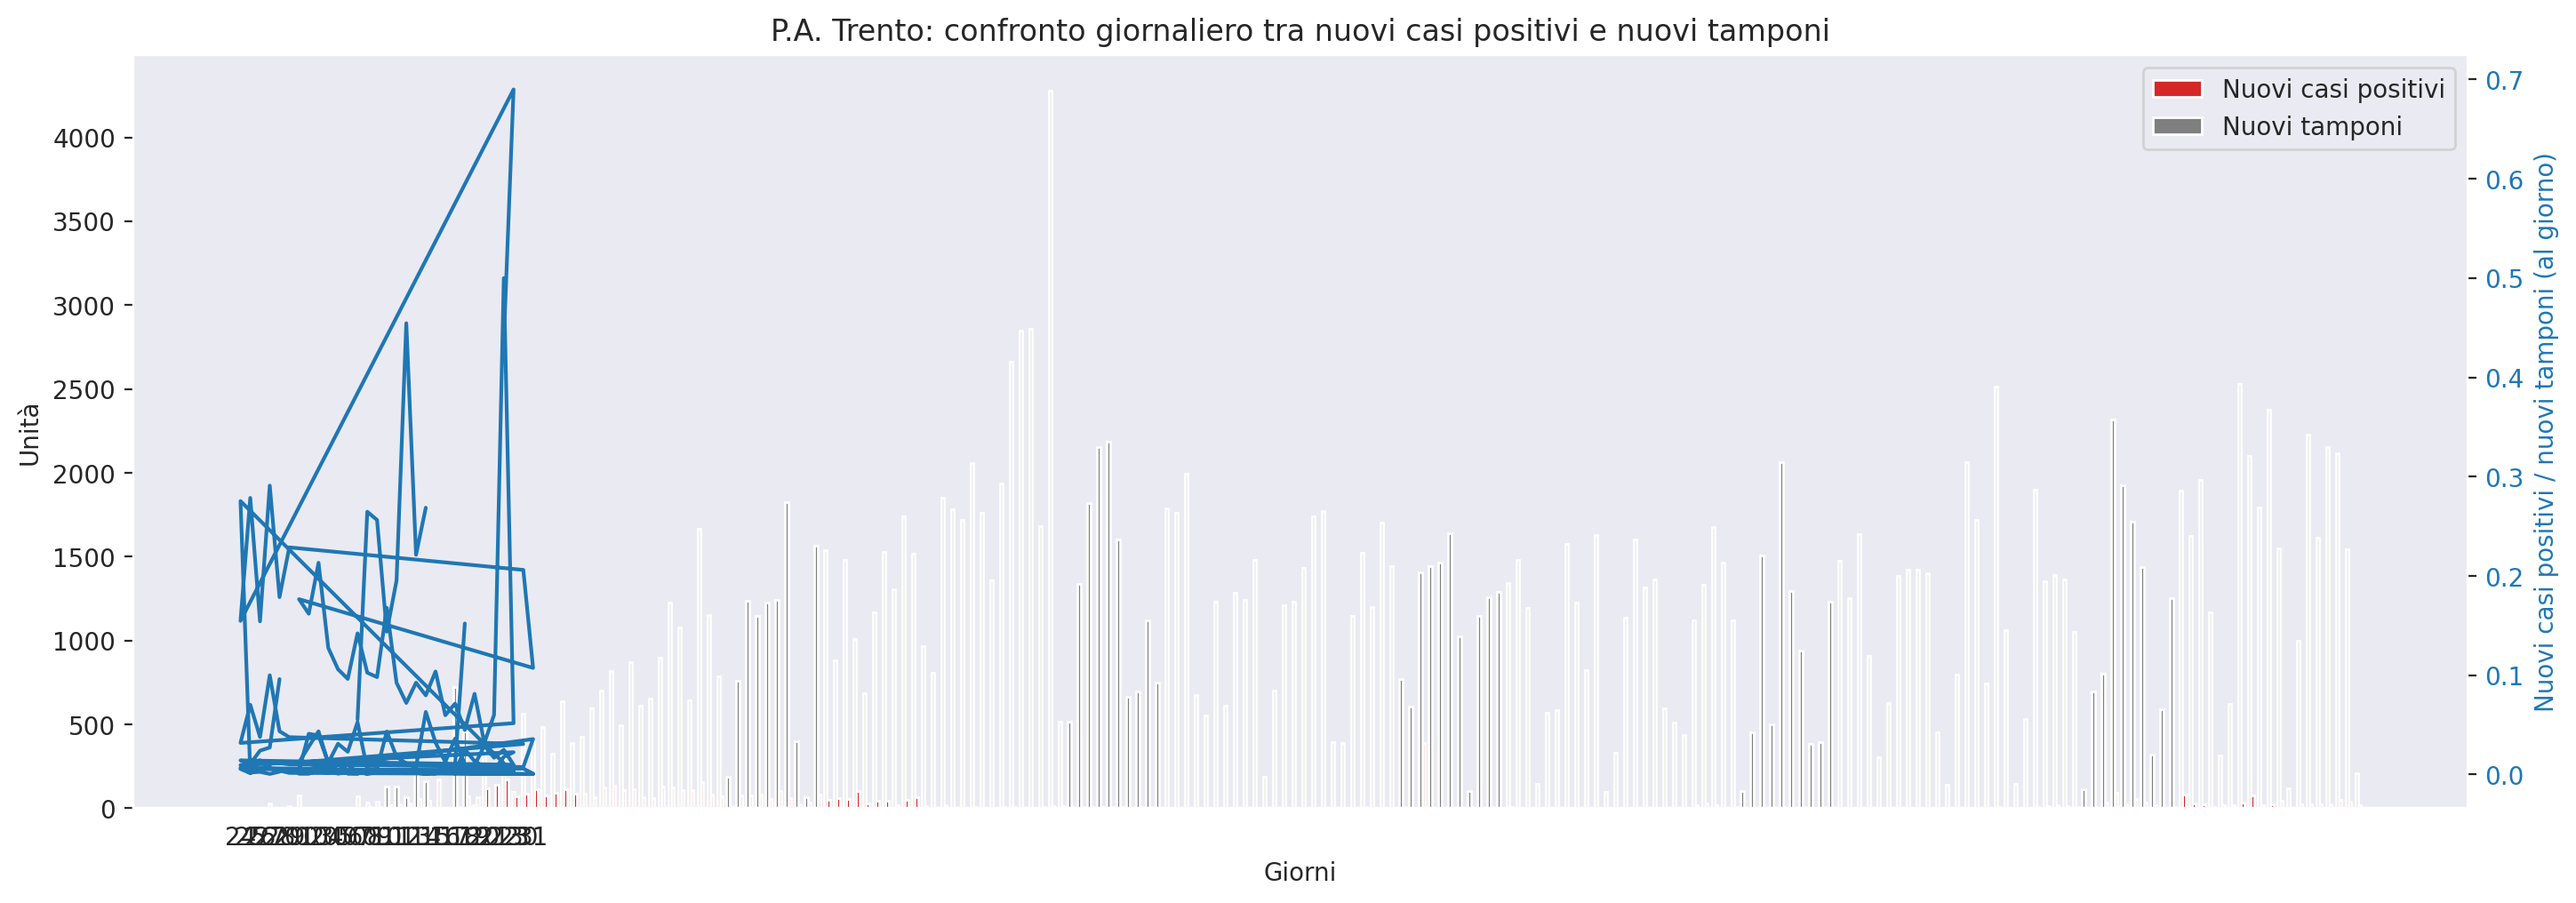 P.A. Trento: confronto giornaliero tra nuovi casi positivi e nuovi tamponi
Nuovi casi positivi
Nuovi tamponi
Unità
4000
3500
3000
2500
2000
1500
1000
500
0
0.7
0.6
0.5
0.4
0.3
0.2
0.1
0.0
Nuovi casi positivi / nuovi tamponi (al giorno)
Giorni